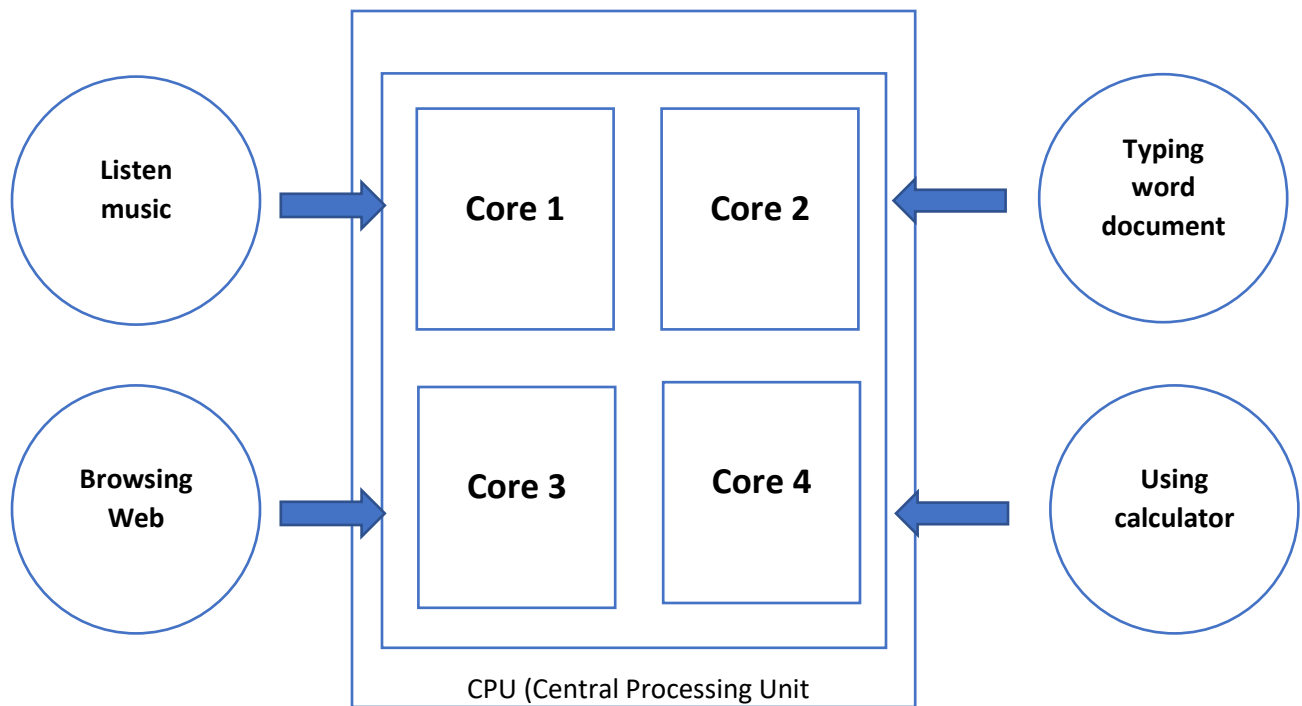 Listen
music
Core 1
Core 2
Typing
word
document
Browsing
Web
Core 3
Core 4
Using
calculator
CPU (Central Processing Unit